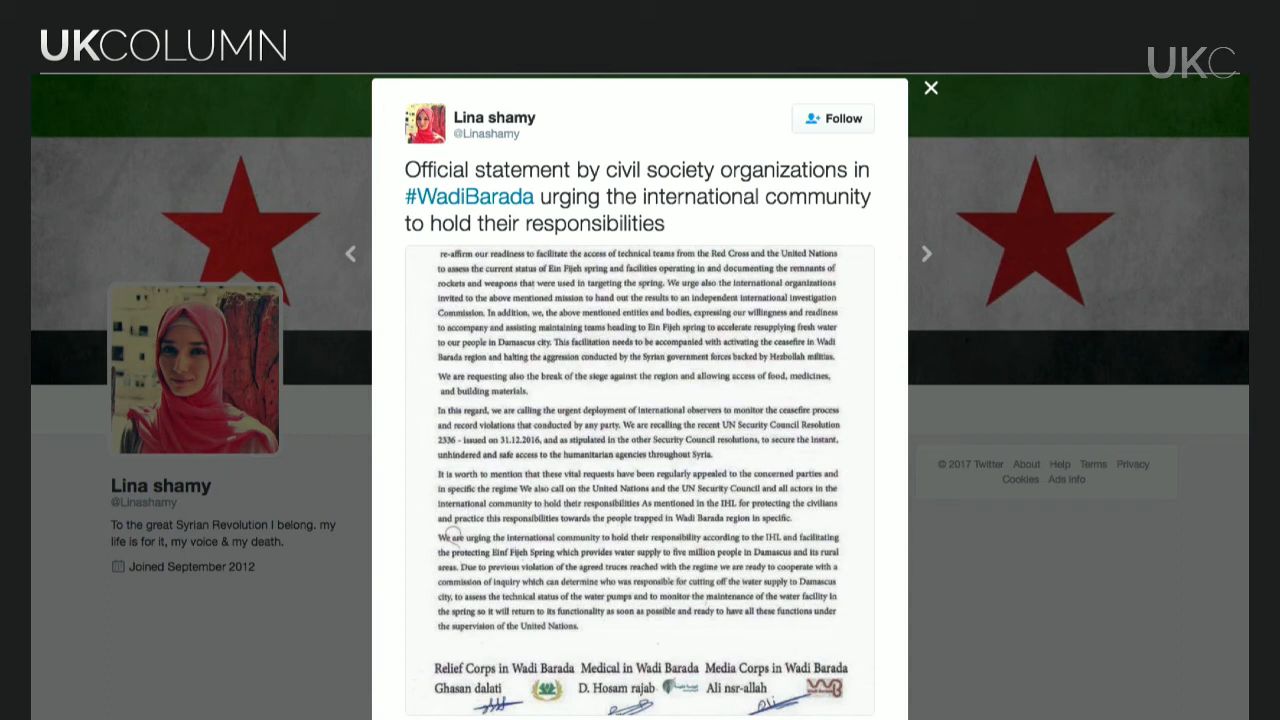 UKCOLUMN
UKC
Lina shamy
@Linashamy
Follow
Official statement by civil society organizations in
#WadiBarada urging the international community
to hold their responsibilities
re-affirm our readiness to facilitate the access of technical teams from the Red Cross and the United Nations
to assess the current status of Ein Fijeh spring and facilities operating in and documenting the remnants of
rockets and weapons that were used in targeting the spring. We urge also the international organizations
invited to the above mentioned mission to hand out the results to an independent international investigation
Commission. In addition, we, the above mentioned entities and bodies, expressing our willingness and readiness
to accompany and assisting maintaining teams heading to Ein Fijeh spring to accelerate resupplying fresh water
to our people in Damascus city. This facilitation needs to be accompanied with activating the ceasefire in Wadi
Barada region and halting the aggression conducted by the Syrian government forces backed by Hezbollah militias.
We are requesting also the break of the siege against the region and allowing access of food, medicines,
and building materials.
In this regard, we are calling the urgent deployment of international observers to monitor the ceasefire process
and record violations that conducted by any party. We are recalling the recent UN Security Council Resolution
2336 - issued on 31.12.2016, and as stipulated in the other Security Council resolutions, to secure the instant,
unhindered and safe access to the humanitarian agencies throughout Syria.
It is worth to mention that these vital requests have been regularly appealed to the concerned parties and
in specific the regime We also call on the United Nations and the UN Security Council and all actors in the
international community to hold their responsibilities As mentioned in the IHL for protecting the civilians
and practice this responsibilities towards the people trapped in Wadi Barada region in specific.
We are urging the international community to hold their responsibility according to the IHL and facilitating
the protecting Einf Fijeh Spring which provides water supply to five million people in Damascus and its rural
areas. Due to previous violation of the agreed truces reached with the regime we are ready to cooperate with a
commission of inquiry which can determine who was responsible for cutting off the water supply to Damascus
city, to assess the technical status of the water pumps and to monitor the maintenance of the water facility in
the spring so it will return to its functionality as soon as possible and ready to have all these functions under
the supervision of the United Nations.
Relief Corps in Wadi Barada Medical in Wadi Barada Media Corps in Wadi Barada
Ghasan dalati D. Hosam rajab Ali nsr-allah
Lina shamy
@Linashamy
To the great Syrian Revolution I belong, my
life is for it, my voice & my death.
Joined September 2012
© 2017 Twitter About Help Terms Privacy
Cookies Ads info